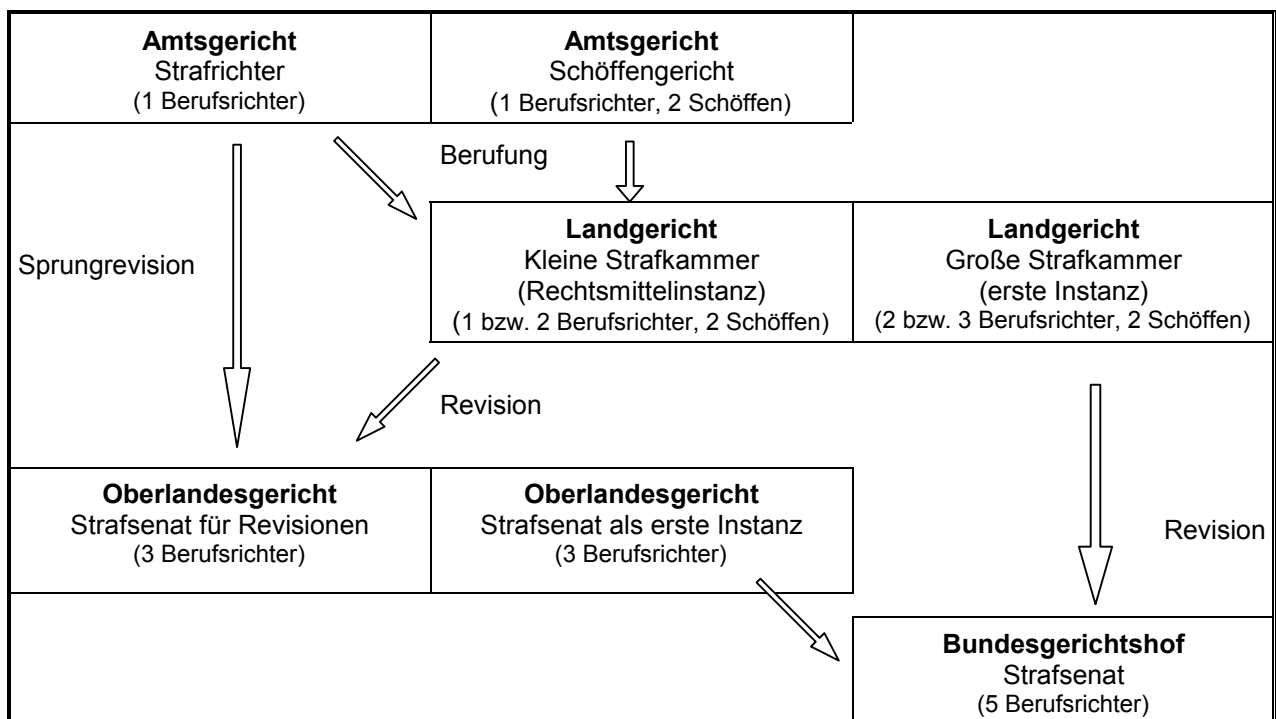 Amtsgericht
Strafrichter
(1 Berufsrichter)
Amtsgericht
Schöffengericht
(1 Berufsrichter, 2 Schöffen)
Berufung
Sprungrevision
Landgericht
Kleine Strafkammer
(Rechtsmittelinstanz)
(1 bzw. 2 Berufsrichter, 2 Schöffen)
Landgericht
Große Strafkammer
(erste Instanz)
(2 bzw. 3 Berufsrichter, 2 Schöffen)
Revision
Oberlandesgericht
Strafsenat für Revisionen
(3 Berufsrichter)
Oberlandesgericht
Strafsenat als erste Instanz
(3 Berufsrichter)
Revision
Bundesgerichtshof
Strafsenat
(5 Berufsrichter)